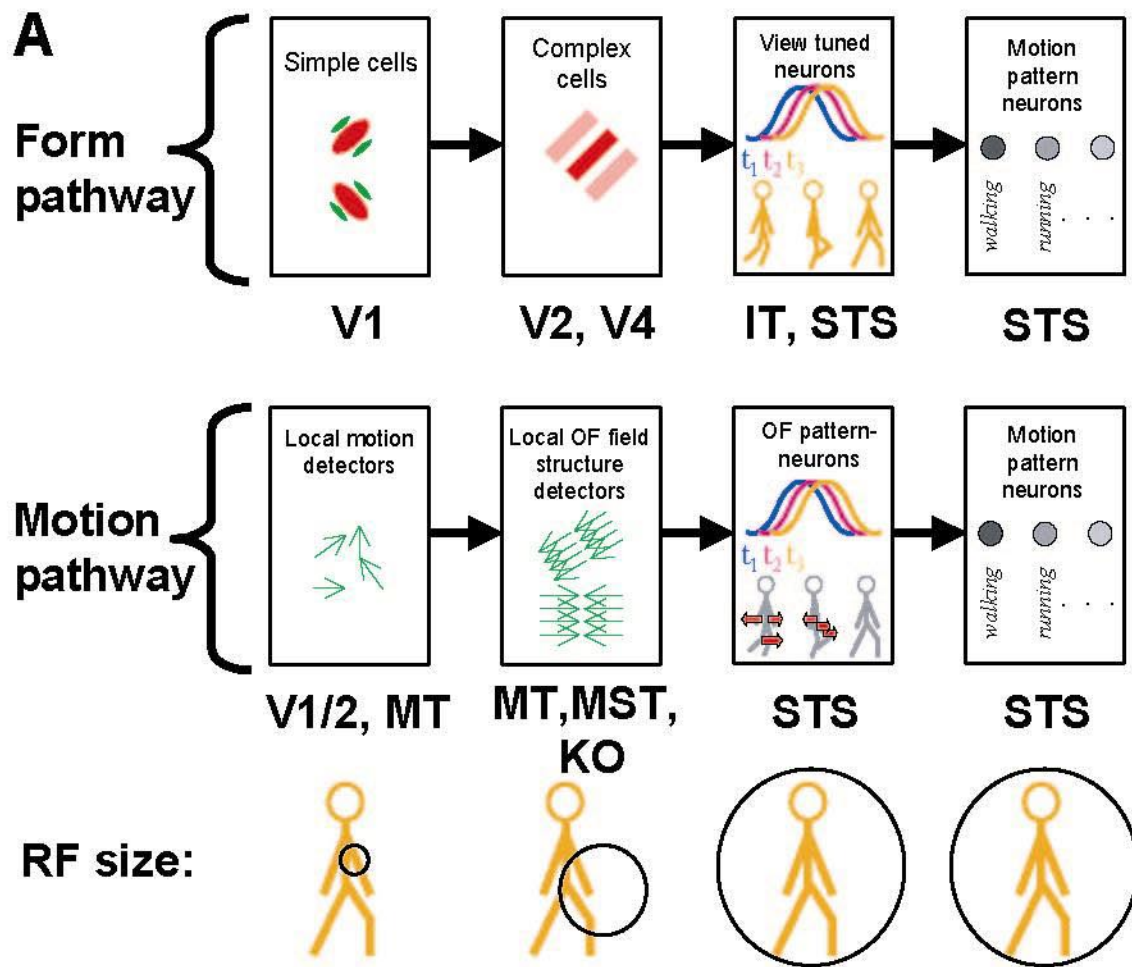 A
Form
pathway
Simple cells
Complex
cells
View tuned
neurons
t1 t2 t3
Motion
pattern
neurons
walking
running
. . .
V1
V2, V4
IT, STS
STS
Motion
pathway
Local motion
detectors
Local OF field
structure
detectors
OF pattern-
neurons
t1 t2 t3
Motion
pattern
neurons
walking
running
. . .
V1/2, MT
MT,MST,
KO
STS
STS
RF size: